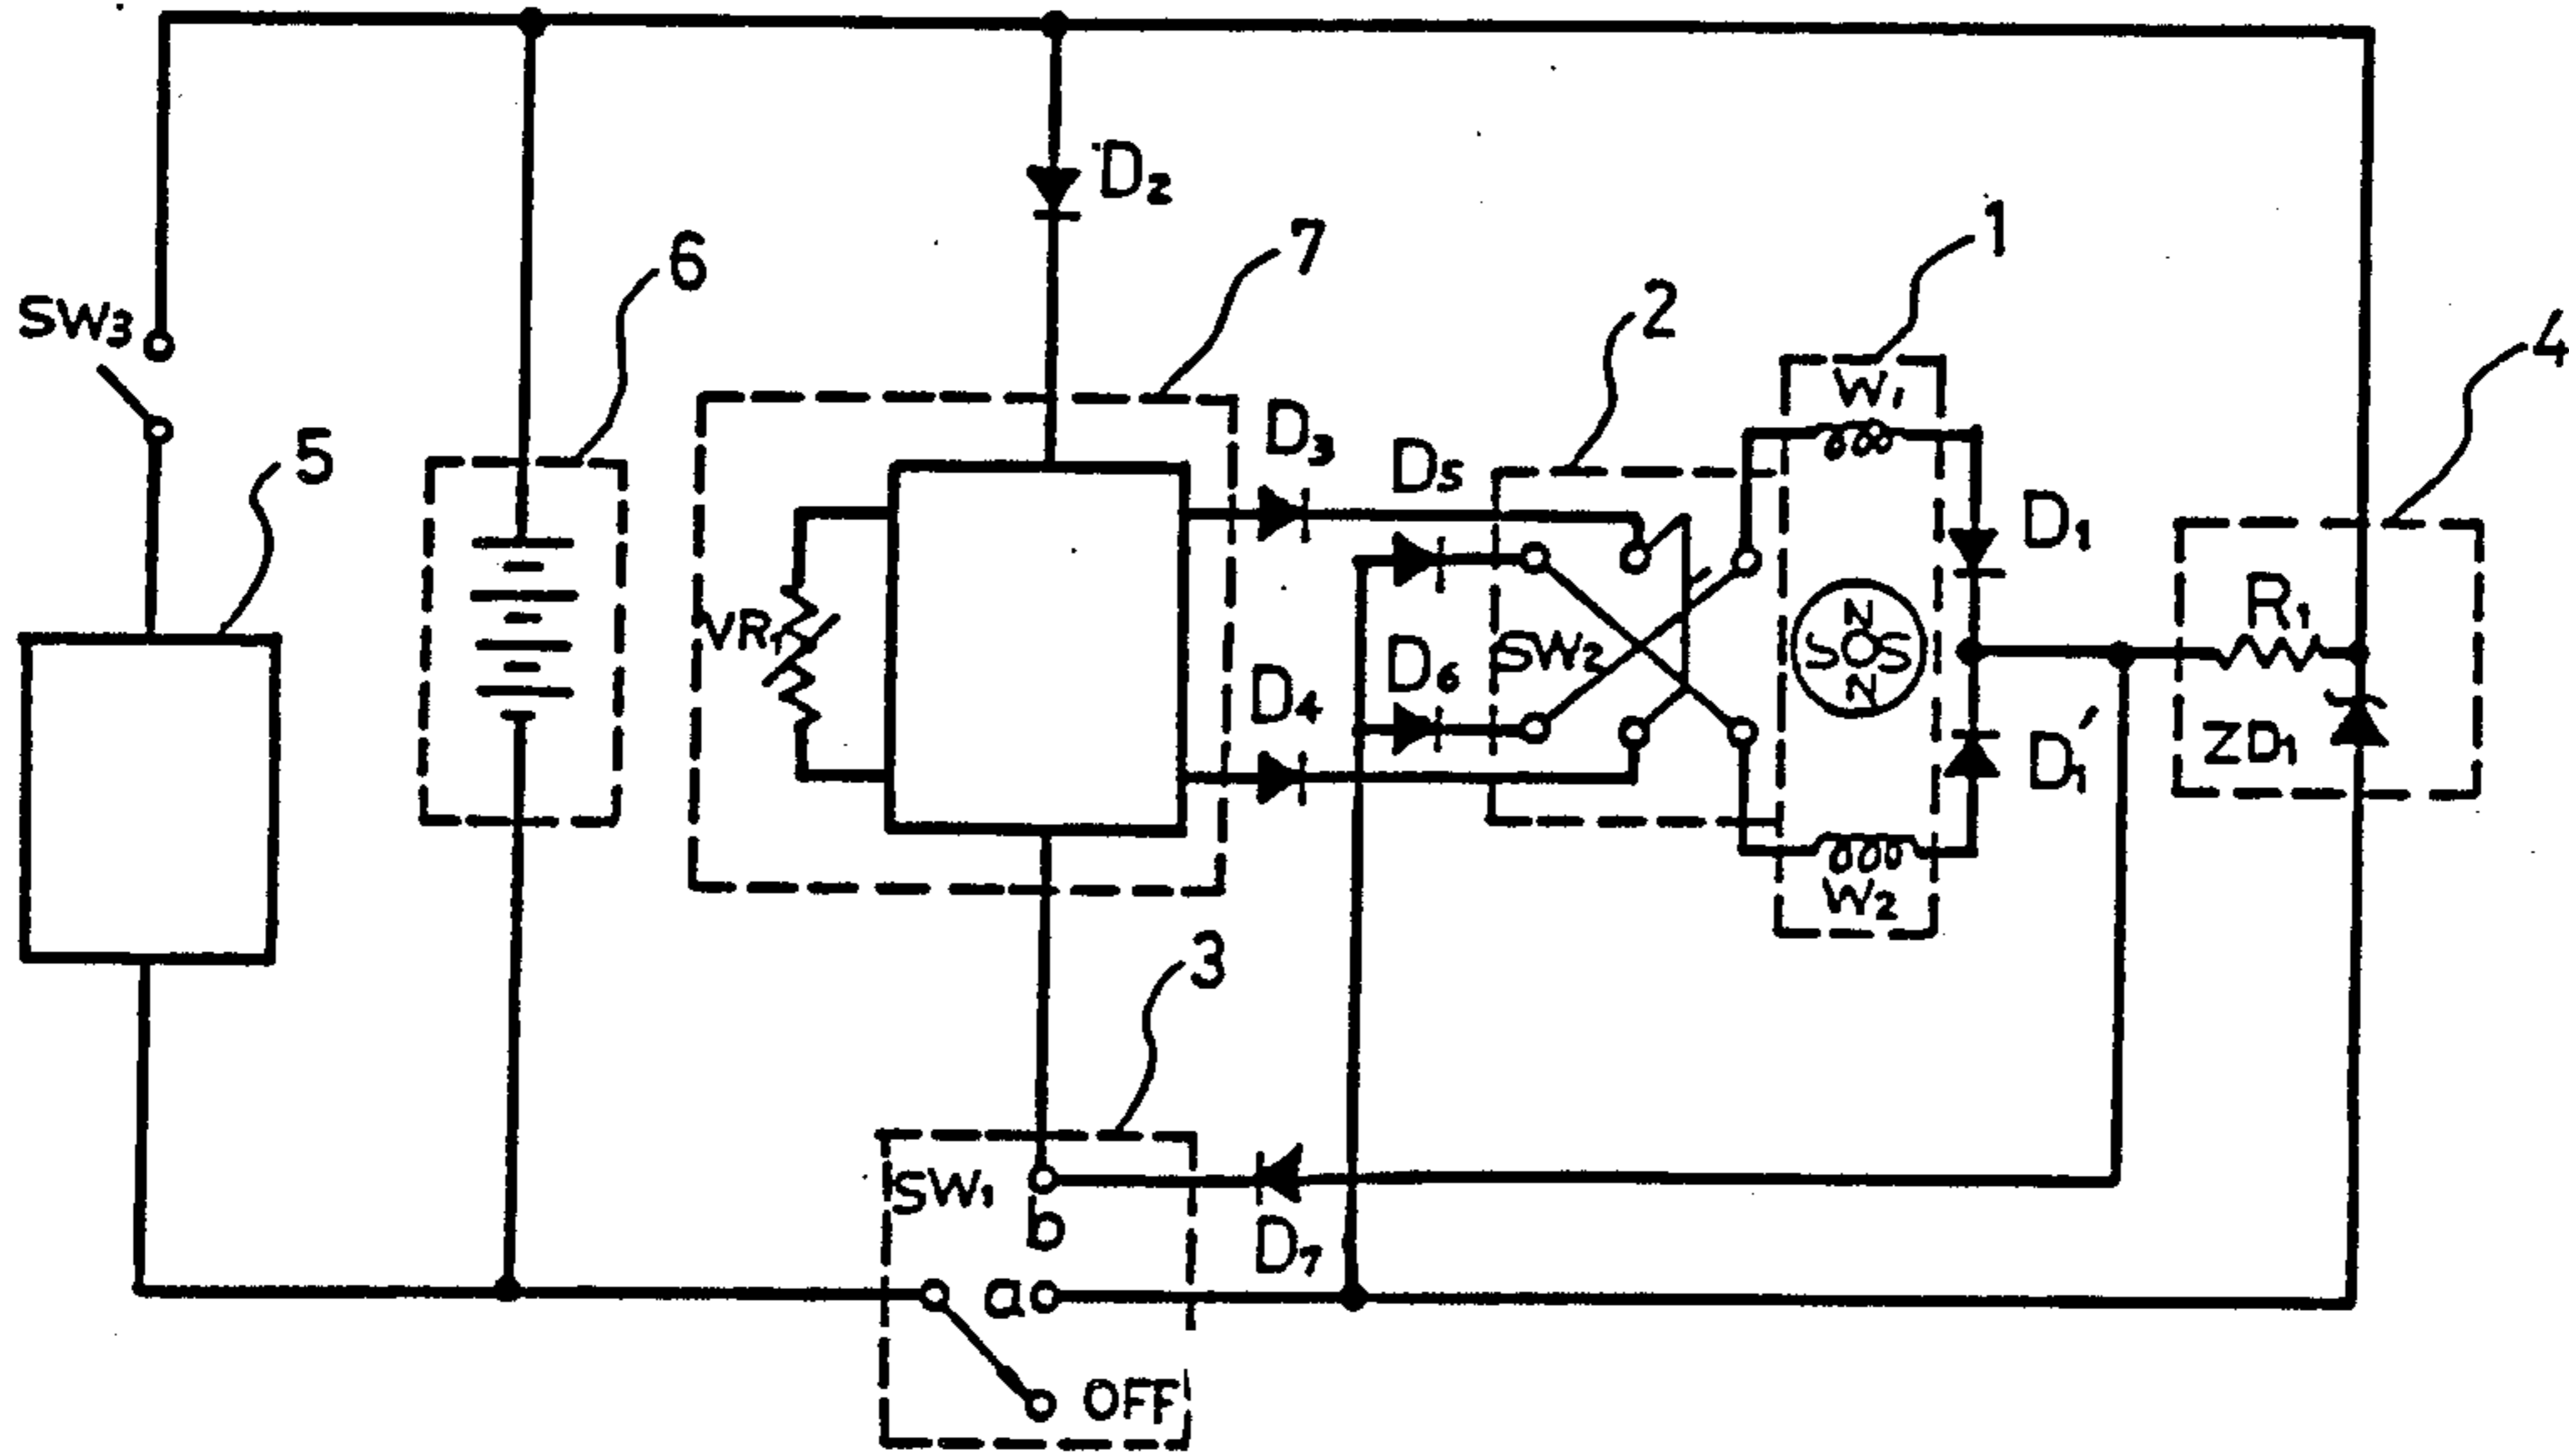 D₂
1
7
6
2
SW₃
4
W₁
D₃
5
D₅
D₁
R₁
VR₁
N
SW₂
S S
N
D₆
D₄
D₁'
ZD₁
W₂
3
SW₁
b
D₇
a
OFF